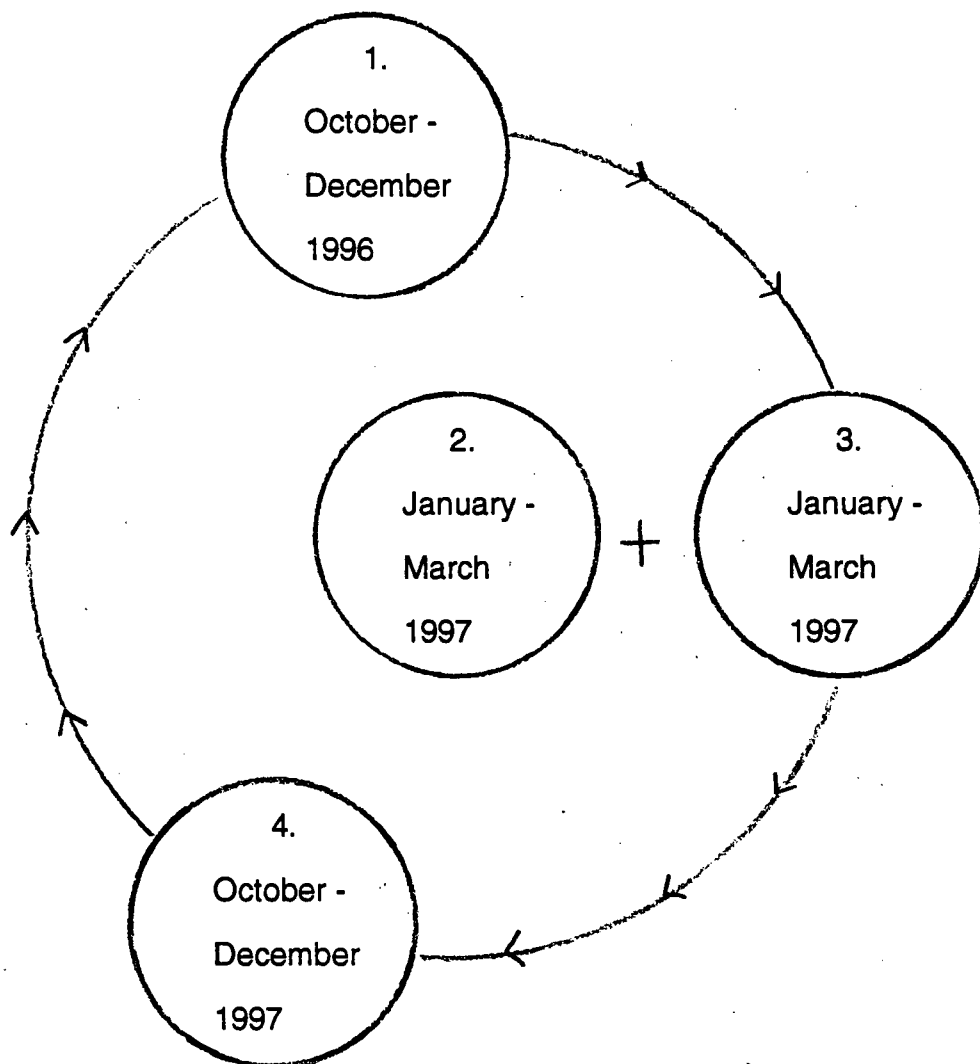 1.
October -
December
1996
2.
January -
March
1997
+
3.
January -
March
1997
4.
October -
December
1997